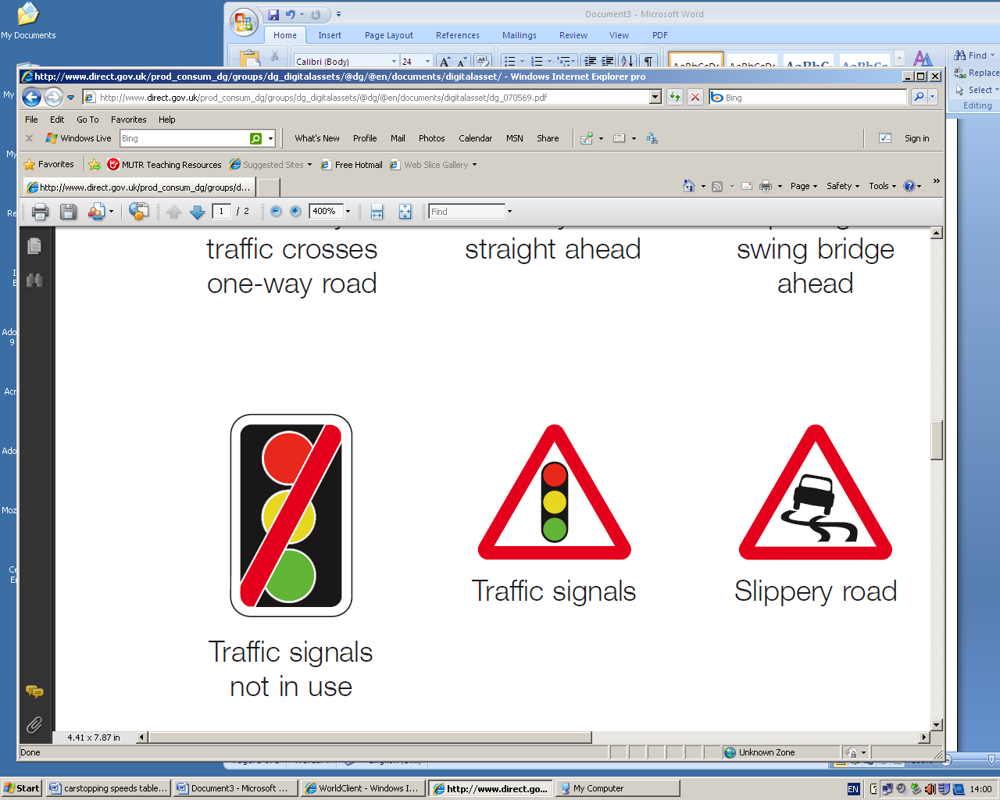 My Documents
Document3 - Microsoft Word
Home Insert Page Layout References Mailings Review View PDF
Calibri (Body) 24
Find
Replace
Select
Editing
http://www.direct.gov.uk/prod_consum_dg/groups/dg_digitalassets/@dg/@en/documents/digitalasset/ - Windows Internet Explorer pro
http://www.direct.gov.uk/prod_consum_dg/groups/dg_digitalassets/@dg/@en/documents/digitalasset/dg_070569.pdf
Bing
File Edit Go To Favorites Help
Windows Live Bing What's New Profile Mail Photos Calendar MSN Share Sign in
Favorites MUTR Teaching Resources Suggested Sites Free Hotmail Web Slice Gallery
http://www.direct.gov.uk/prod_consum_dg/groups/d...
Page Safety Tools
1 / 2 400% Find
traffic crosses
one-way road
straight ahead
swing bridge
ahead
Traffic signals
not in use
Traffic signals
Slippery road
4.41 x 7.87 in
Done Unknown Zone
Start carstopping speeds table... Document3 - Microsoft ... WorldClient - Windows I... http://www.direct.go... My Computer EN 14:00